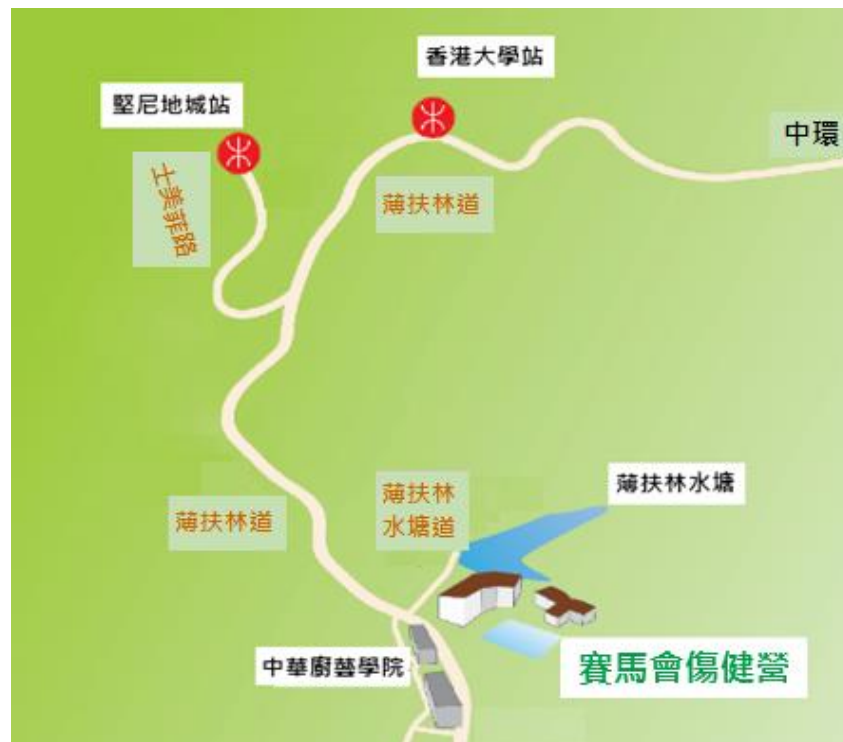 香港大學站
堅尼地城站
中環
士美菲路
薄扶林道
薄扶林水塘
薄扶林
水塘道
薄扶林道
中華廚藝學院
賽馬會傷健營